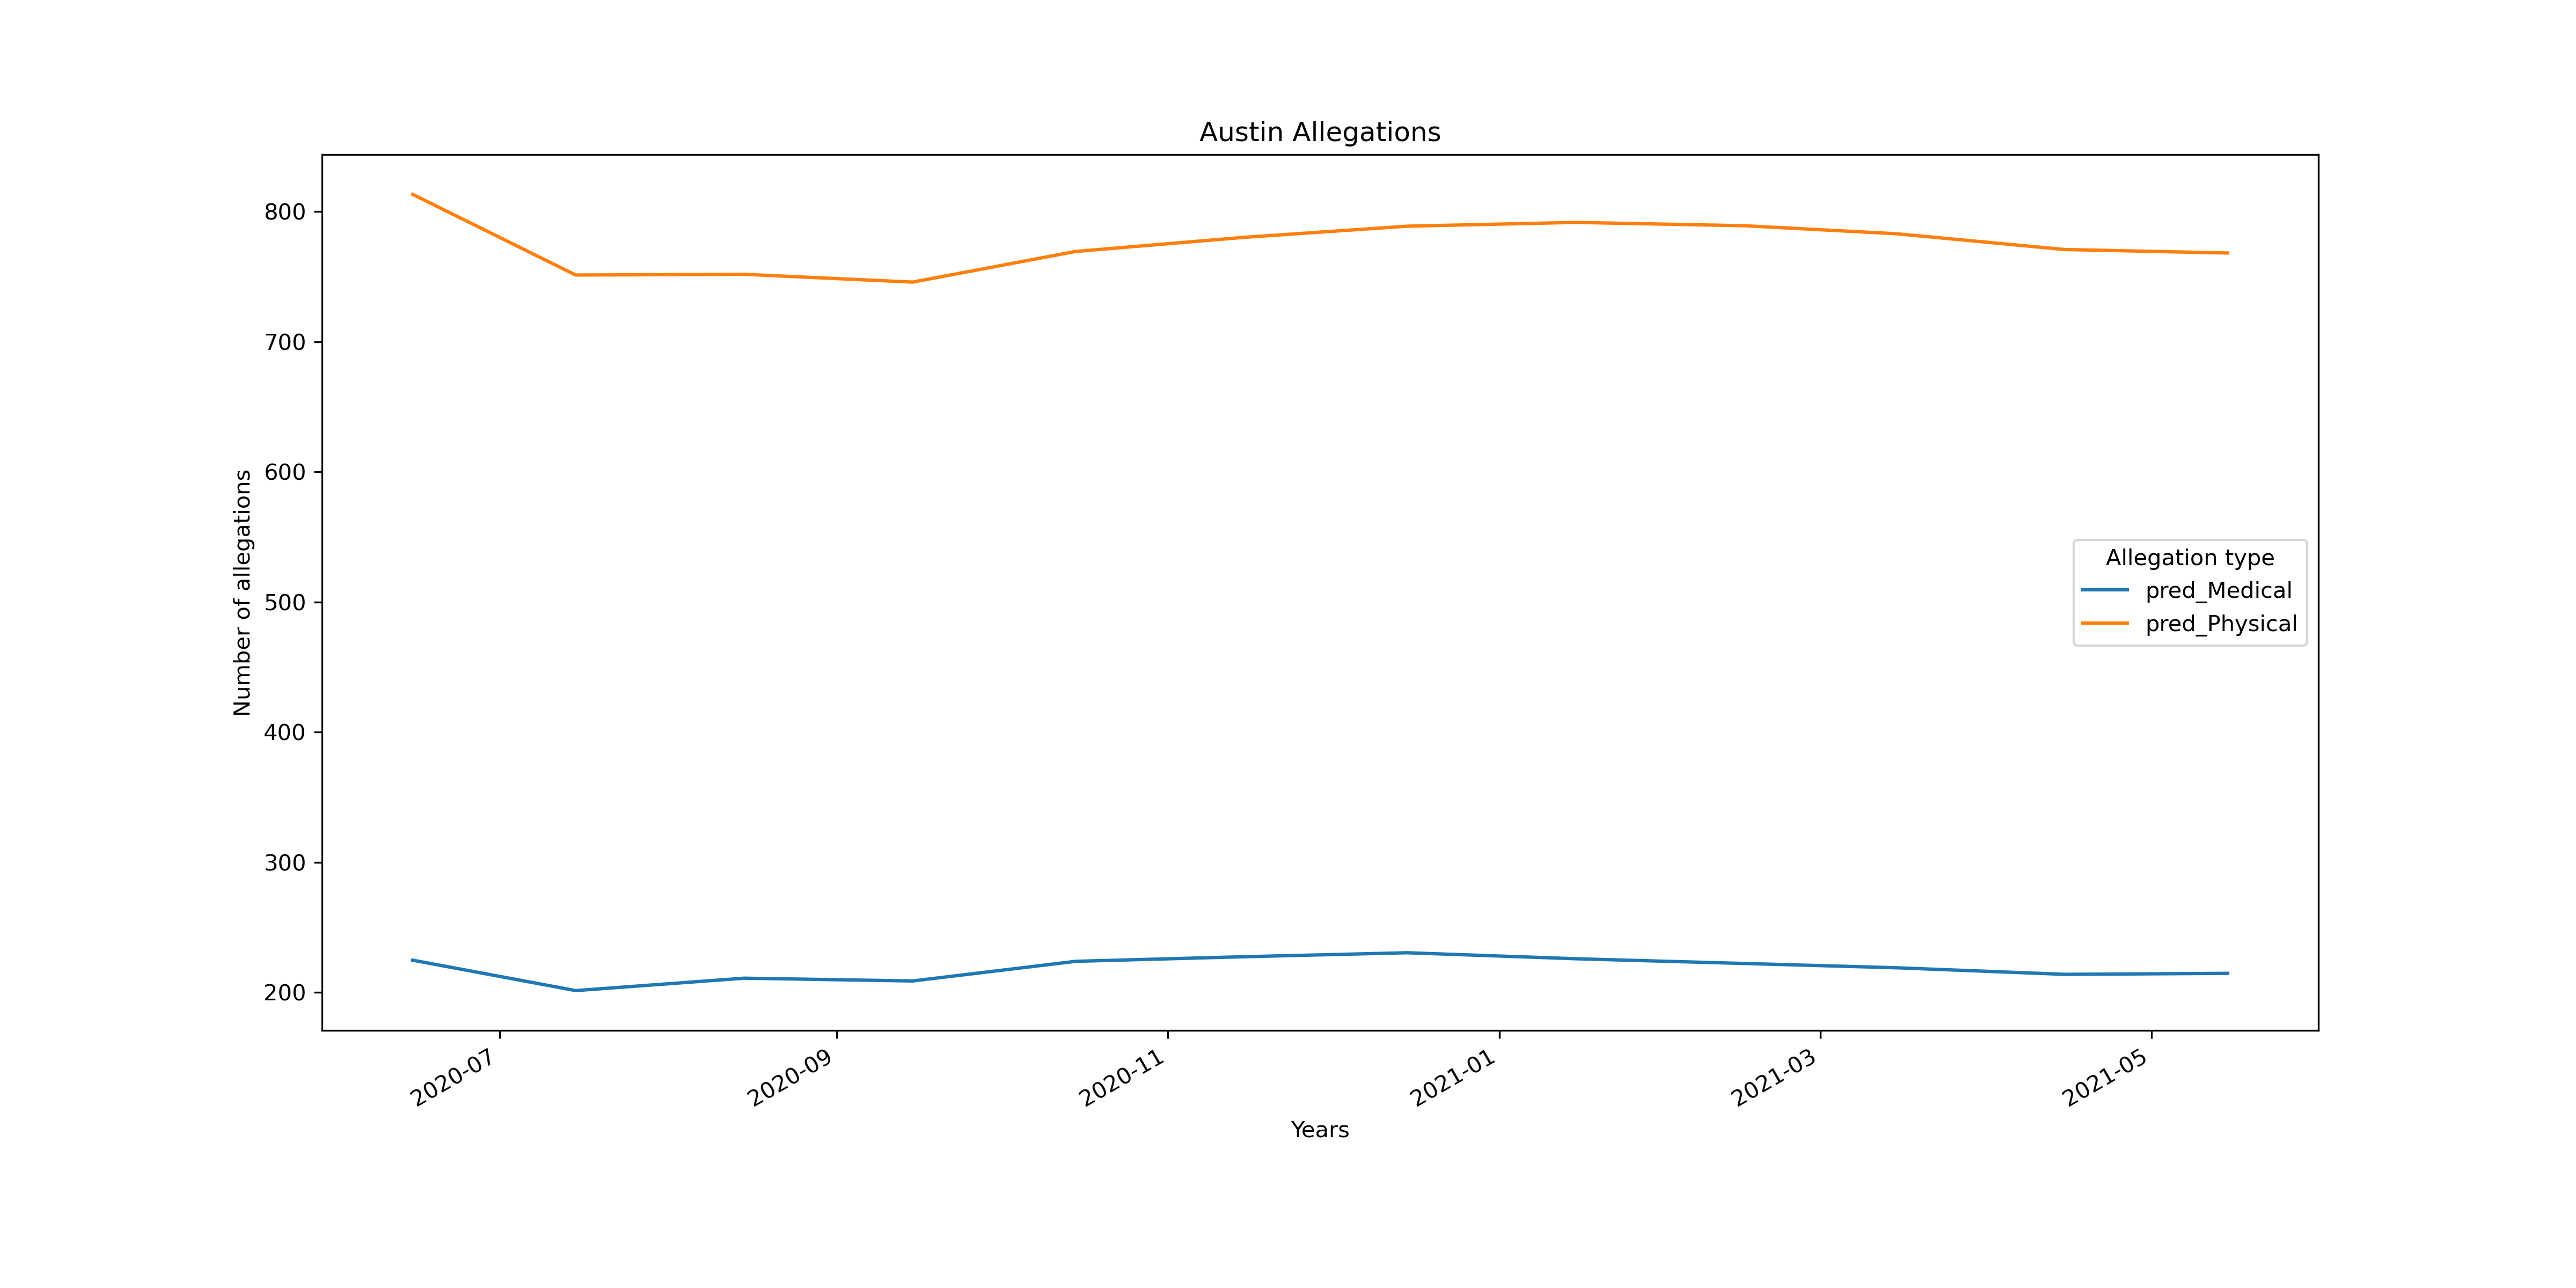 Austin Allegations
800
700
600
500
400
300
200
Number of allegations
Allegation type
pred_Medical
pred_Physical
2020-07
2020-09
2020-11
2021-01
2021-03
2021-05
Years